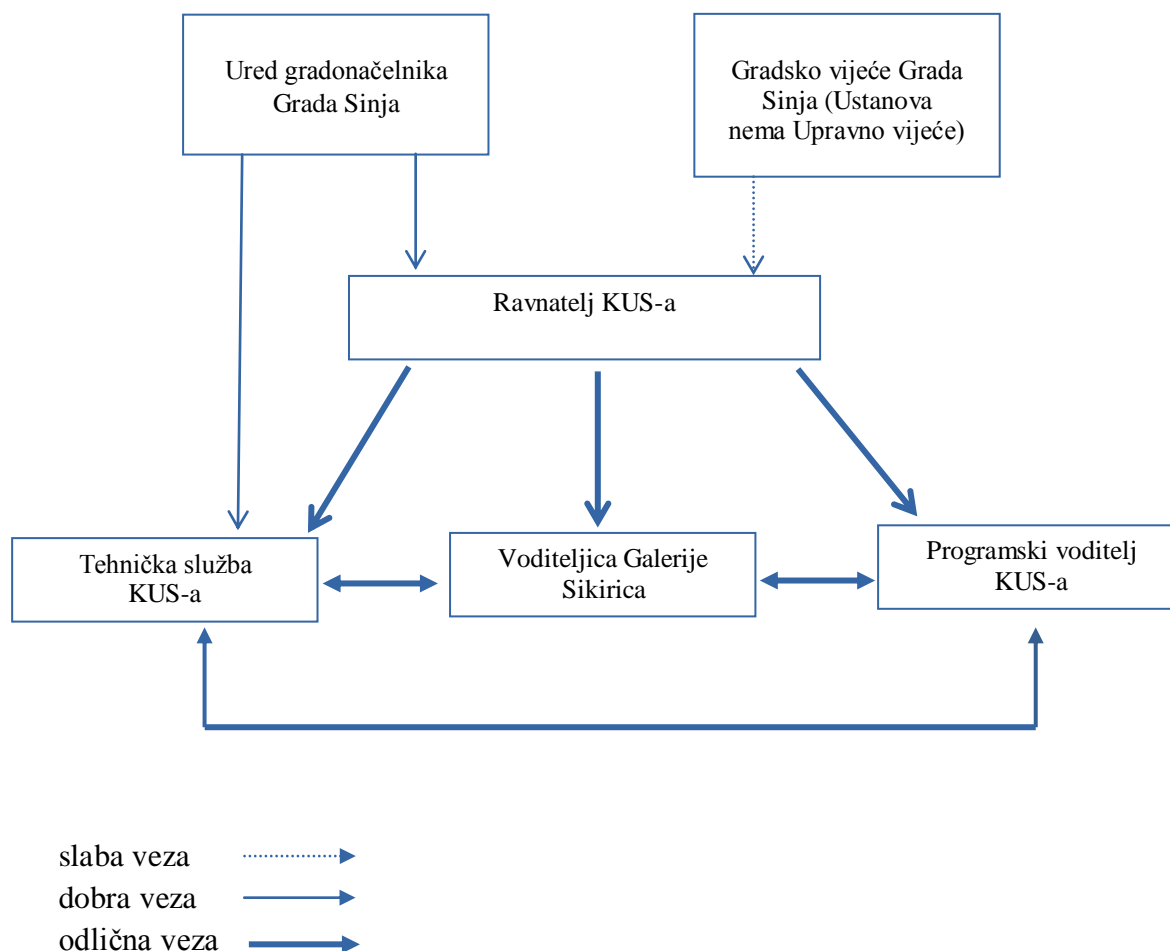 Ured gradonačelnika
Grada Sinja
Gradsko vijeće Grada
Sinja (Ustanova
nema Upravno vijeće)
Ravnatelj KUS-a
Tehnička služba
KUS-a
Voditeljica Galerije
Sikirica
Programski voditelj
KUS-a
slaba veza
dobra veza
odlična veza